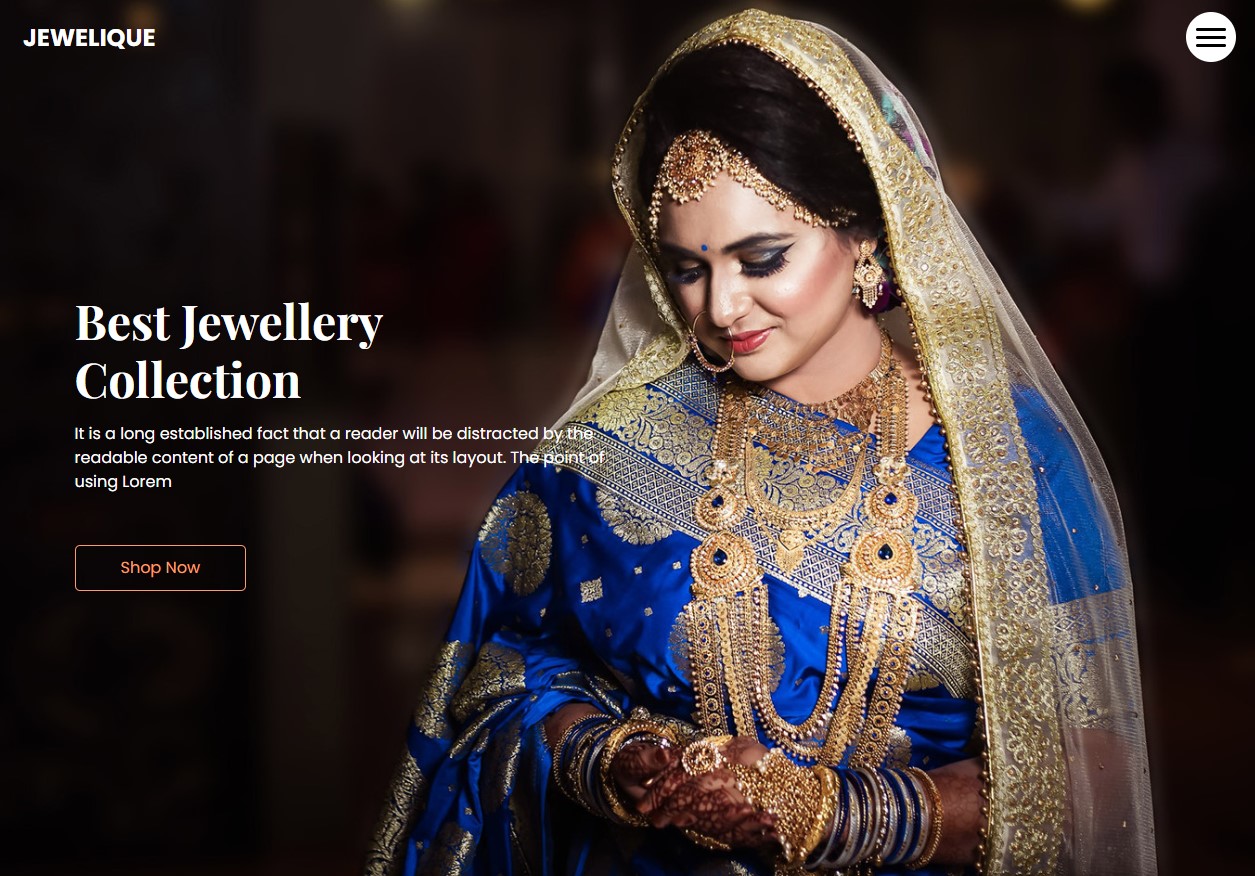 JEWELIQUE
Best Jewellery
Collection
It is a long established fact that a reader will be distracted by the
readable content of a page when looking at its layout. The point of
using Lorem
Shop Now